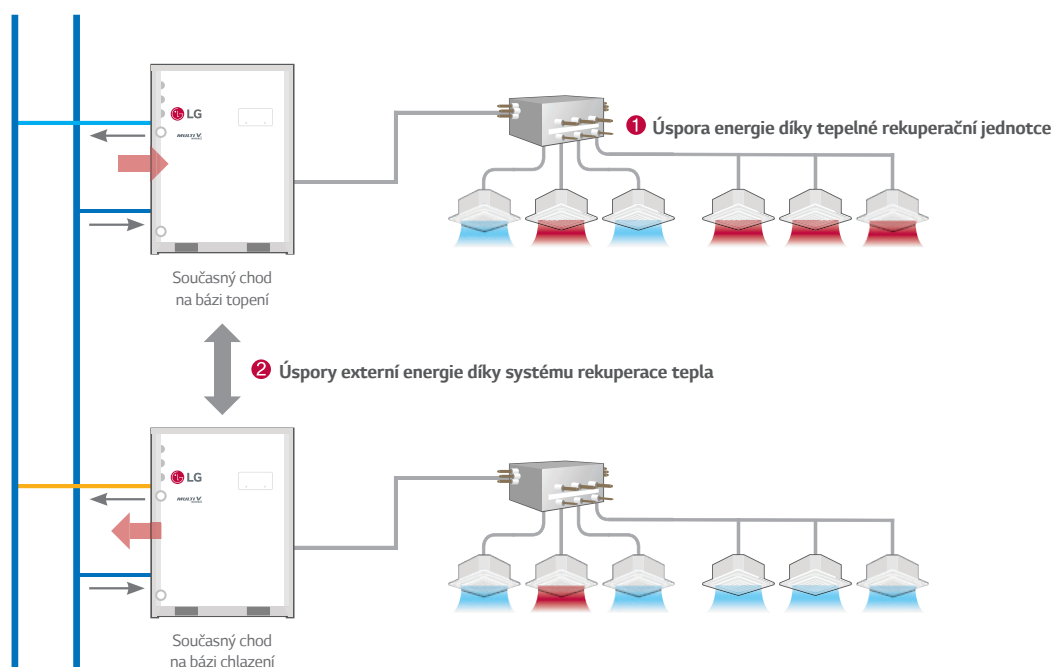 LG
MULTI V
❶ Úspora energie díky tepelné rekuperační jednotce
Současný chod
na bázi topení
❷ Úspory externí energie díky systému rekuperace tepla
LG
MULTI V
Současný chod
na bázi chlazení